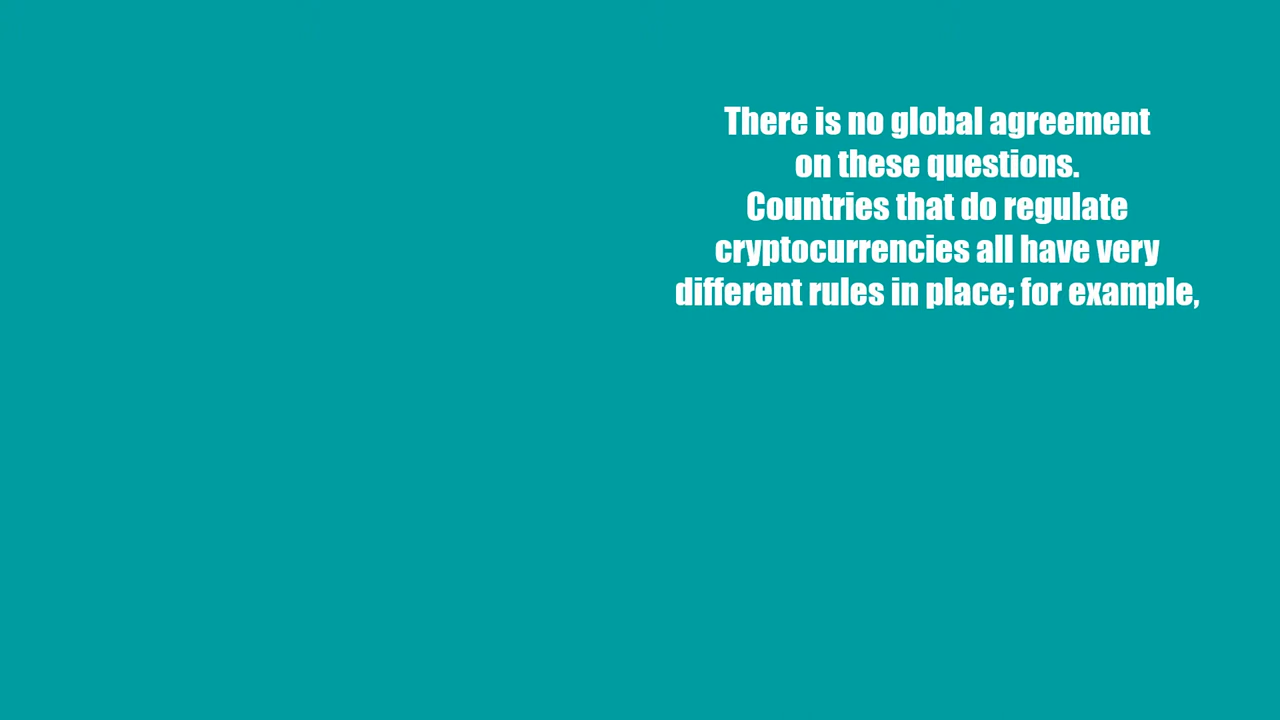 There is no global agreement
on these questions.
Countries that do regulate
cryptocurrencies all have very
different rules in place; for example,